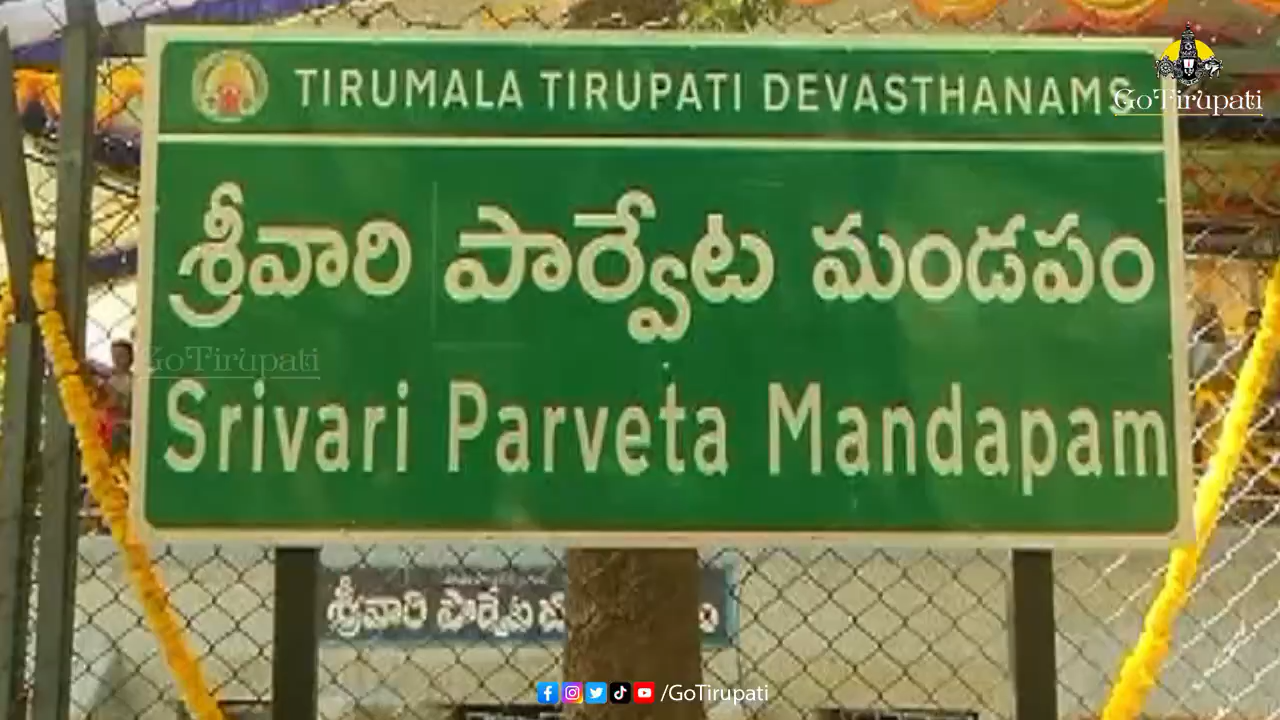 TIRUMALA TIRUPATI DEVASTHANAMS
GoTirupati
శ్రీవారి పార్వేట మండపం
GoTirupati
Srivari Parveta Mandapam
శ్రీవారి పార్వేట
/GoTirupati